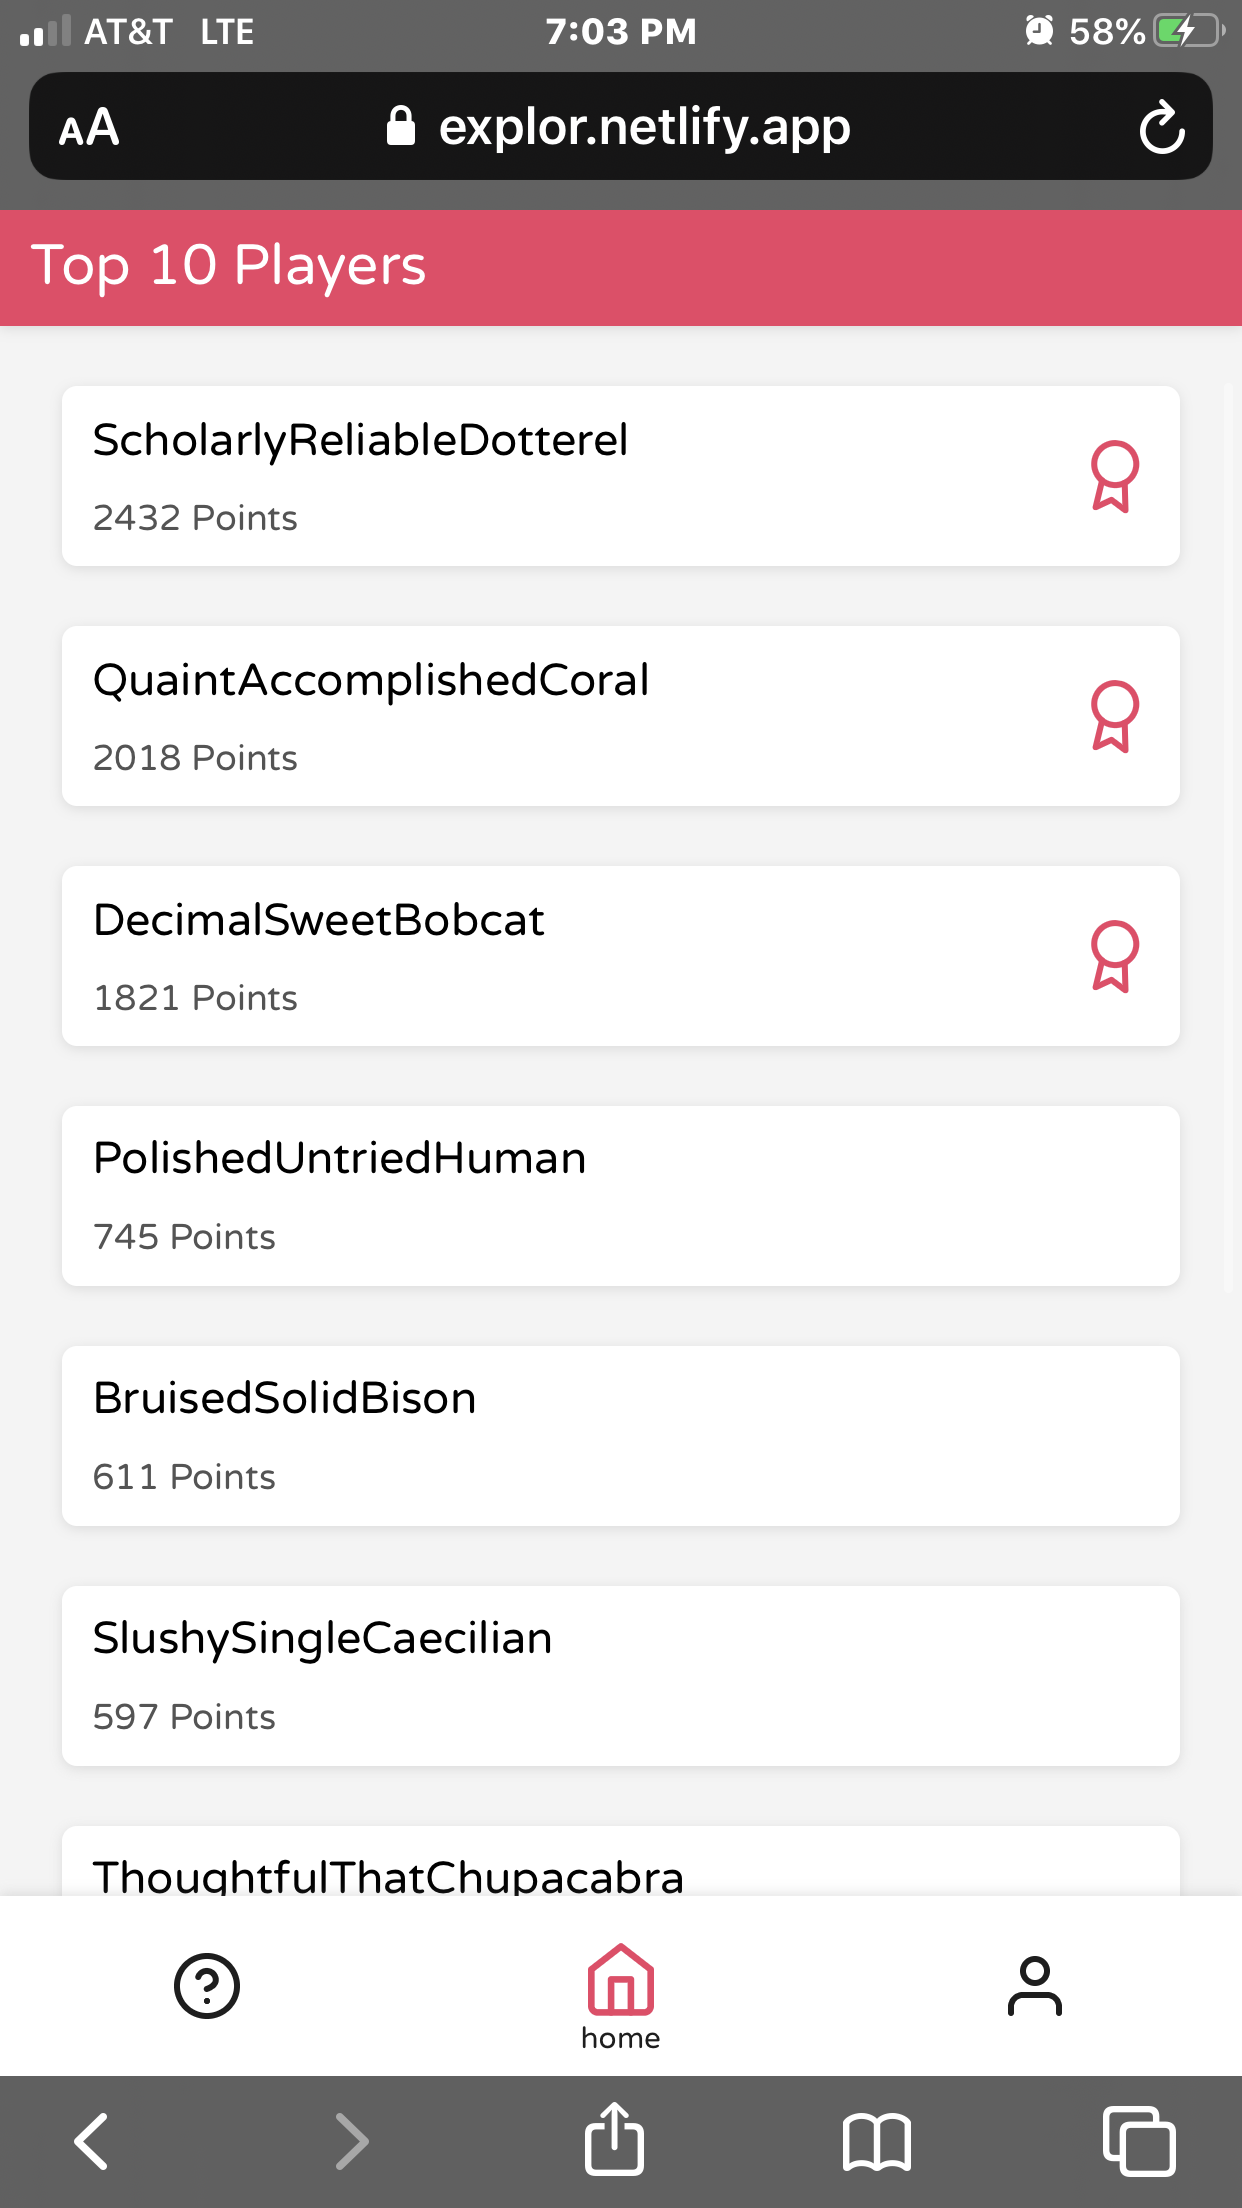 AT&T LTE 7:03 PM 58%
AA explor.netlify.app
Top 10 Players
ScholarlyReliableDotterel
2432 Points
QuaintAccomplishedCoral
2018 Points
DecimalSweetBobcat
1821 Points
PolishedUntriedHuman
745 Points
BruisedSolidBison
611 Points
SlushySingleCaecilian
597 Points
ThoughtfulThatChupacabra
home